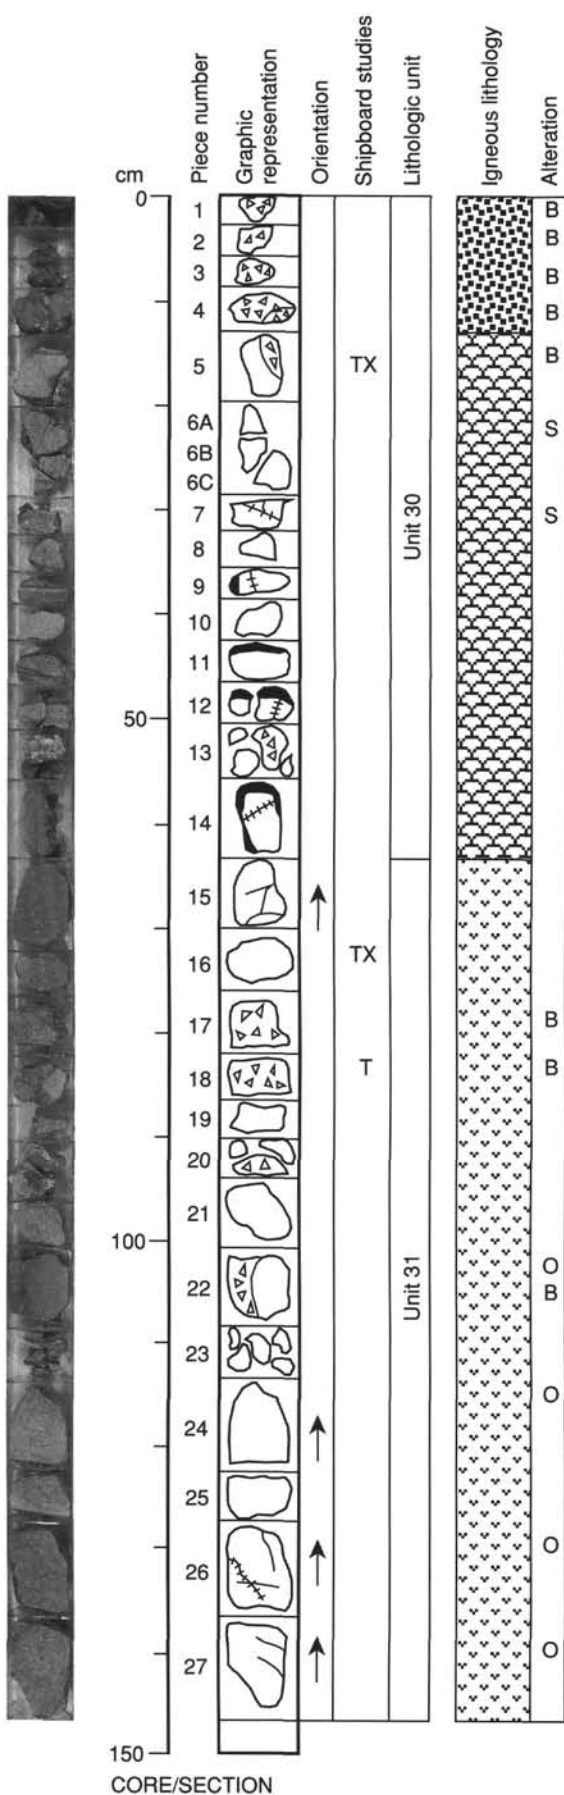 cm
Piece number
Graphic representation
Orientation
Shipboard studies
Lithologic unit
Igneous lithology
Alteration
0
1 B
2 B
3 B
4 B
5 TX B
6A S
6B
6C
7 S
Unit 30
8
9
10
11
12
50
13
14
15
16 TX
17 B
18 T B
19
20
21
100
Unit 31
22 O
B
23
24 O
25
26 O
27 O
150
CORE/SECTION